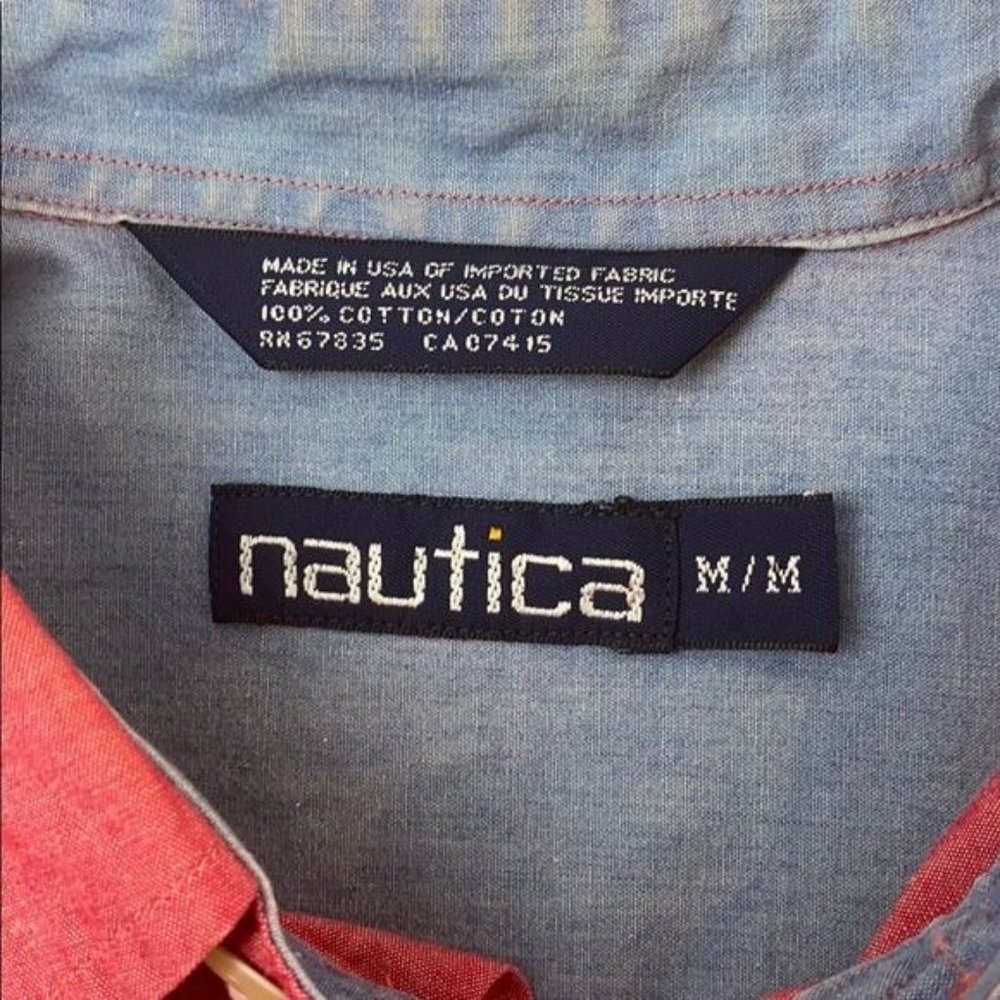 MADE IN USA OF IMPORTED FABRIC
FABRIQUE AUX USA DU TISSUE IMPORTE
100% COTTON/COTON
RN67835 CA07415
nautica M/M